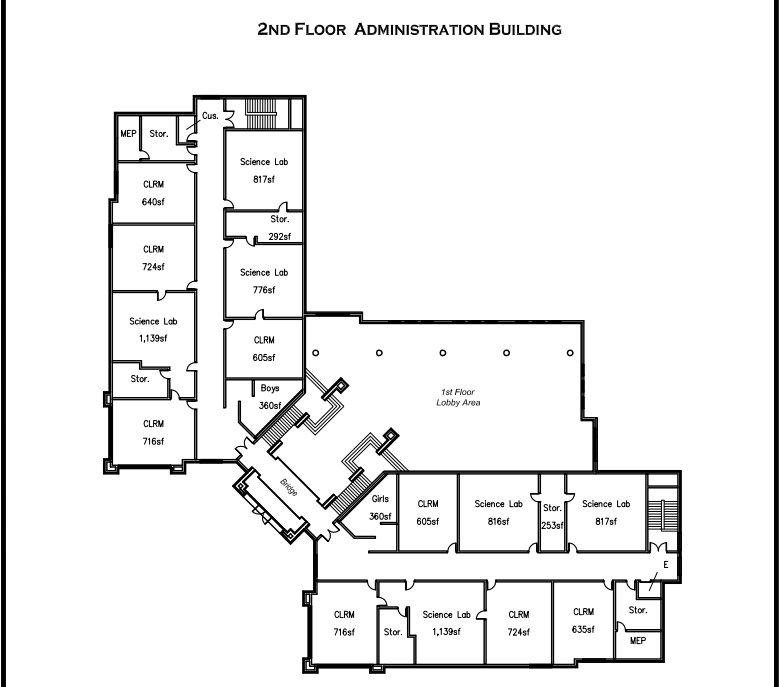 2ND FLOOR ADMINISTRATION BUILDING
Cus.
MEP
Stor.
Science Lab
817sf
CLRM
640sf
Stor.
292sf
CLRM
724sf
Science Lab
776sf
Science Lab
1,139sf
CLRM
605sf
Stor.
Boys
360sf
CLRM
716sf
1st Floor
Lobby Area
Bridge
Girls
360sf
CLRM
605sf
Science Lab
816sf
Stor.
253sf
Science Lab
817sf
E
CLRM
716sf
Stor.
Science Lab
1,139sf
CLRM
724sf
CLRM
635sf
Stor.
MEP